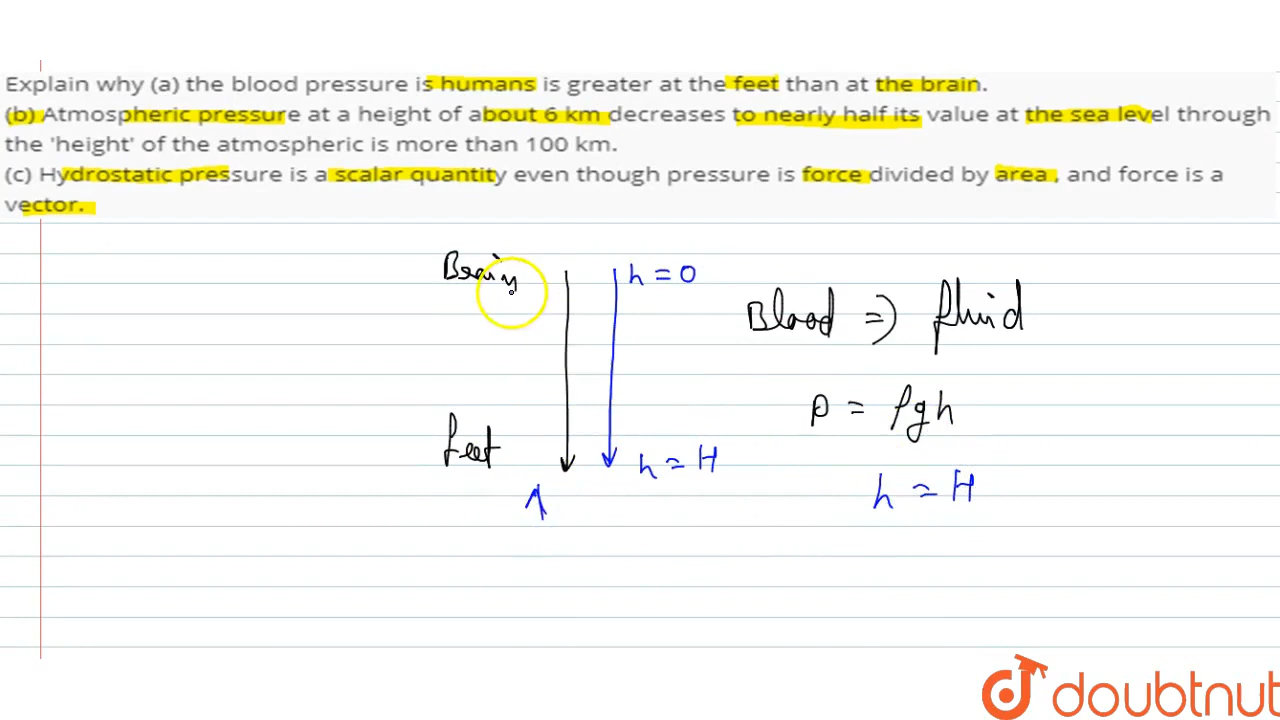 Explain why (a) the blood pressure is humans is greater at the feet than at the brain.
(b) Atmospheric pressure at a height of about 6 km decreases to nearly half its value at the sea level through
the 'height' of the atmospheric is more than 100 km.
(c) Hydrostatic pressure is a scalar quantity even though pressure is force divided by area , and force is a
vector.
Brain
h = 0
Blood ⇒ fluid
P = ρgh
feet
h = H
h = H
doubtnut